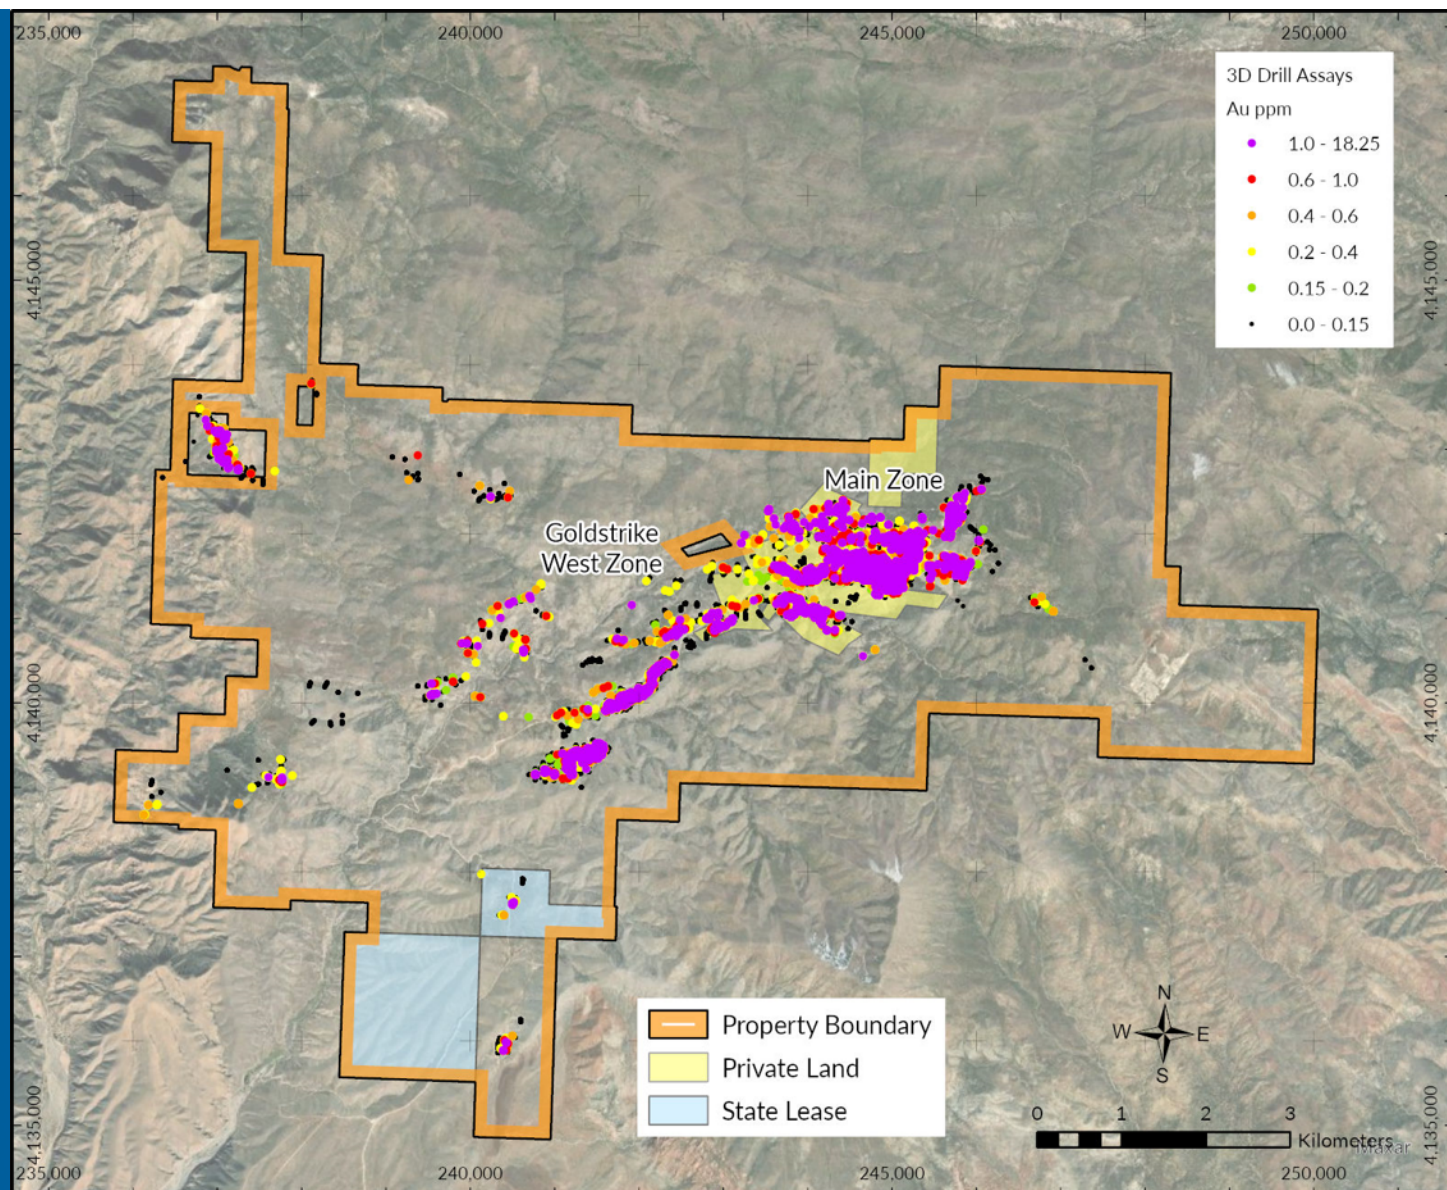 235,000
240,000
245,000
250,000
3D Drill Assays
Au ppm
1.0 - 18.25
0.6 - 1.0
0.4 - 0.6
0.2 - 0.4
0.15 - 0.2
0.0 - 0.15
4,145,000
4,145,000
Main Zone
Goldstrike
West Zone
4,140,000
4,140,000
Property Boundary
Private Land
State Lease
N
W
E
S
0
1
2
3
Kilometers
Maxar
4,135,000
4,135,000
235,000
240,000
245,000
250,000